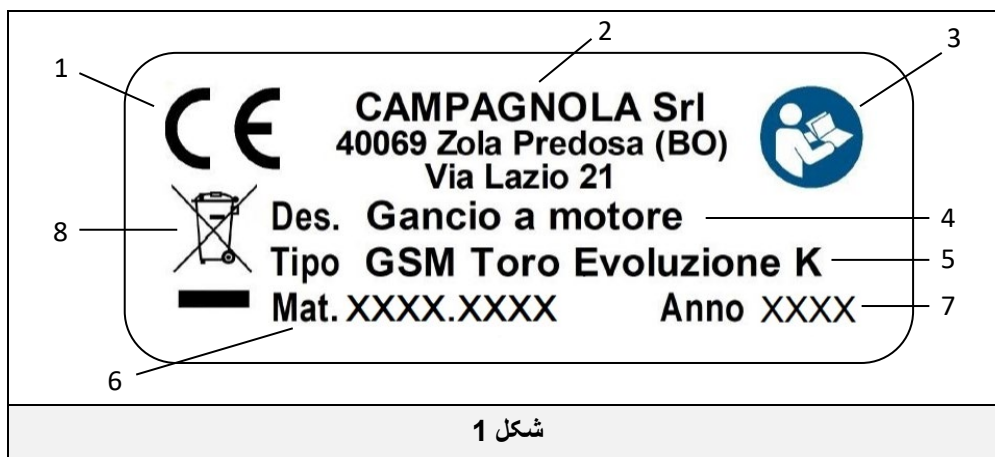 2
3
1
CE
CAMPAGNOLA Srl
40069 Zola Predosa (BO)
Via Lazio 21
Des. Gancio a motore
4
8
Tipo GSM Toro Evoluzione K
5
Mat. XXXX.XXXX Anno XXXX
7
6
شكل 1